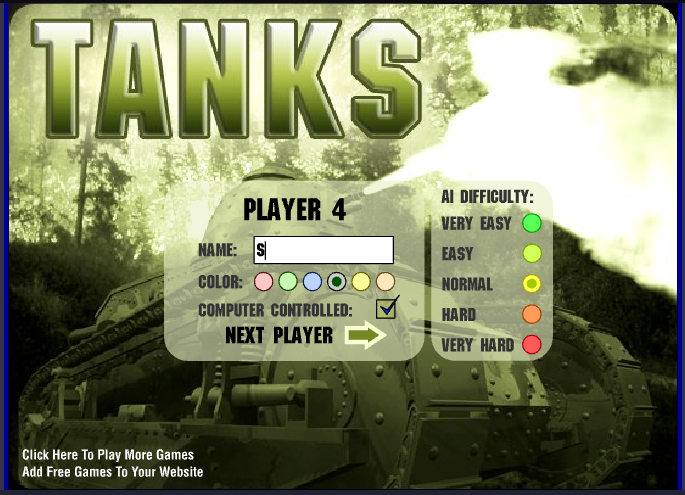 TANKS
PLAYER 4
NAME: S
COLOR:
COMPUTER CONTROLLED:
NEXT PLAYER
AI DIFFICULTY:
VERY EASY
EASY
NORMAL
HARD
VERY HARD
Click Here To Play More Games
Add Free Games To Your Website